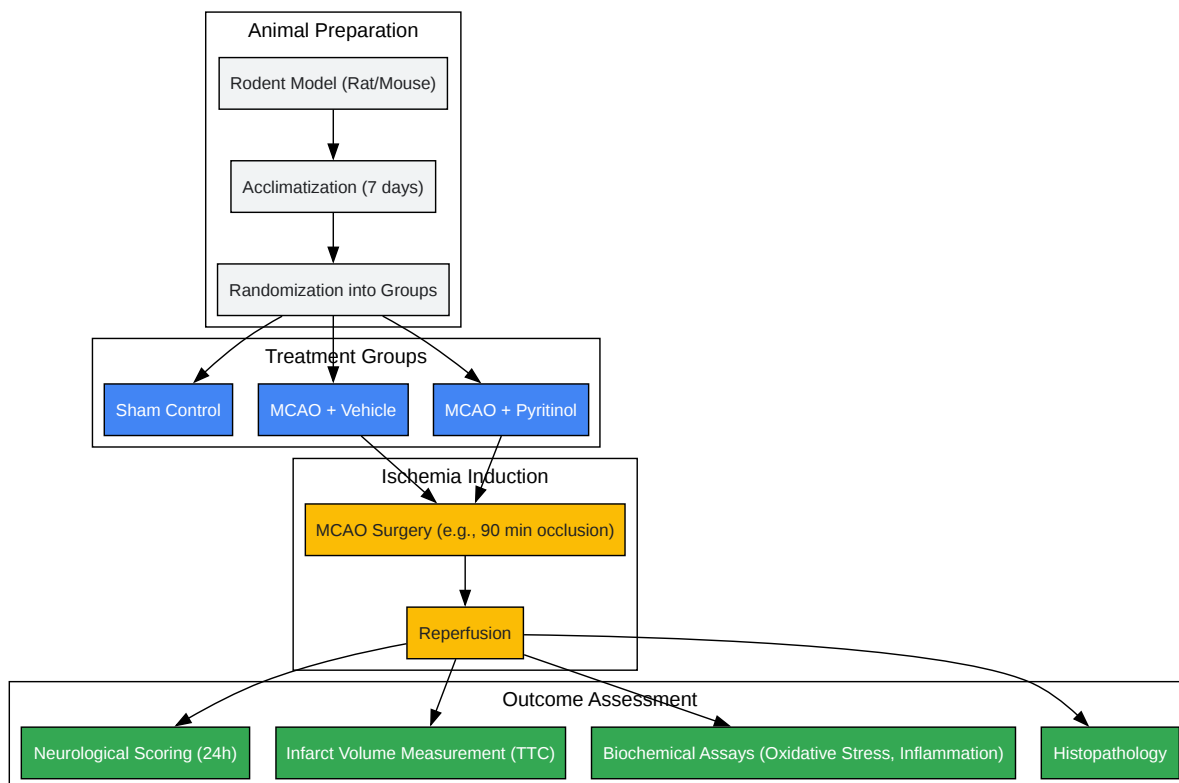 Animal Preparation
Rodent Model (Rat/Mouse)
Acclimatization (7 days)
Randomization into Groups
Treatment Groups
Sham Control
MCAO + Vehicle
MCAO + Pyritinol
Ischemia Induction
MCAO Surgery (e.g., 90 min occlusion)
Reperfusion
Outcome Assessment
Neurological Scoring (24h)
Infarct Volume Measurement (TTC)
Biochemical Assays (Oxidative Stress, Inflammation)
Histopathology